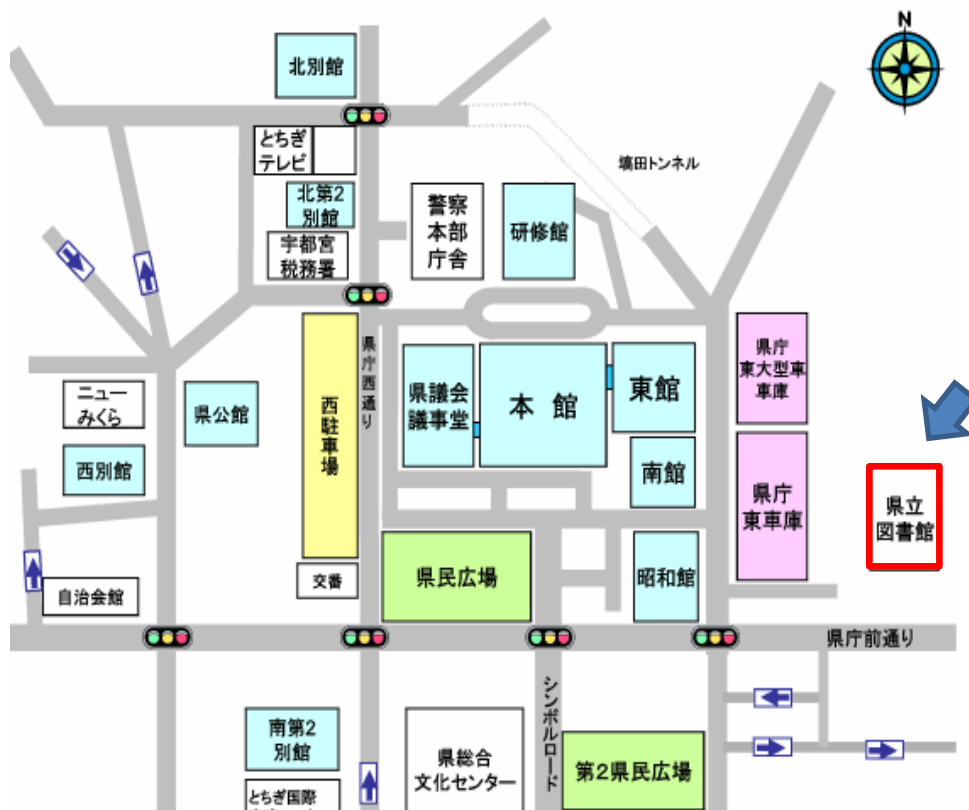 N
北別館
とちぎ
テレビ
塙田トンネル
北第2
別館
警察
本部
庁舎
研修館
宇都宮
税務署
県庁西通り
西駐車場
県議会
議事堂
本 館
東館
県庁
東大型車
車庫
ニュー
みくら
県公館
西別館
南館
県庁
東車庫
県立
図書館
交番
県民広場
昭和館
自治会館
県庁前通り
シンボルロード
南第2
別館
県総合
文化センター
第2県民広場
とちぎ国際